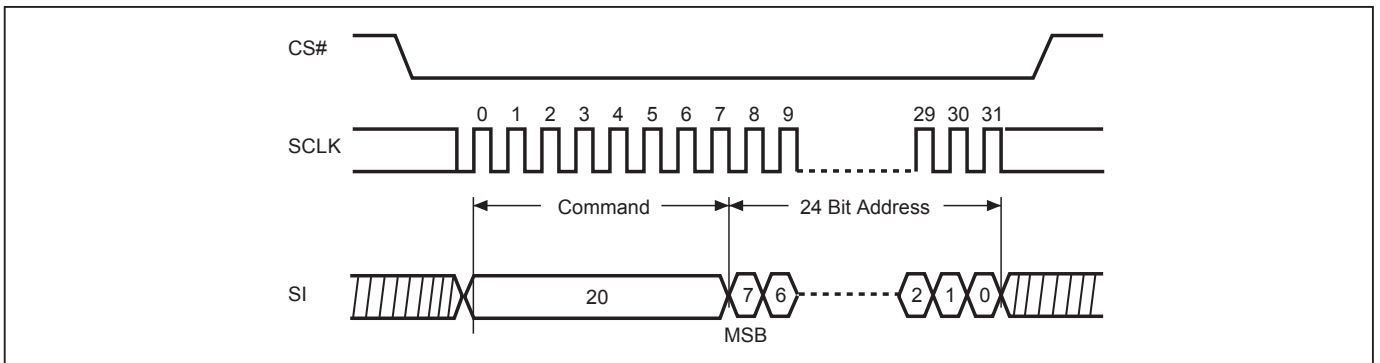 CS#
0 1 2 3 4 5 6 7 8 9 29 30 31
SCLK
Command 24 Bit Address
SI 20 7 6 2 1 0
MSB